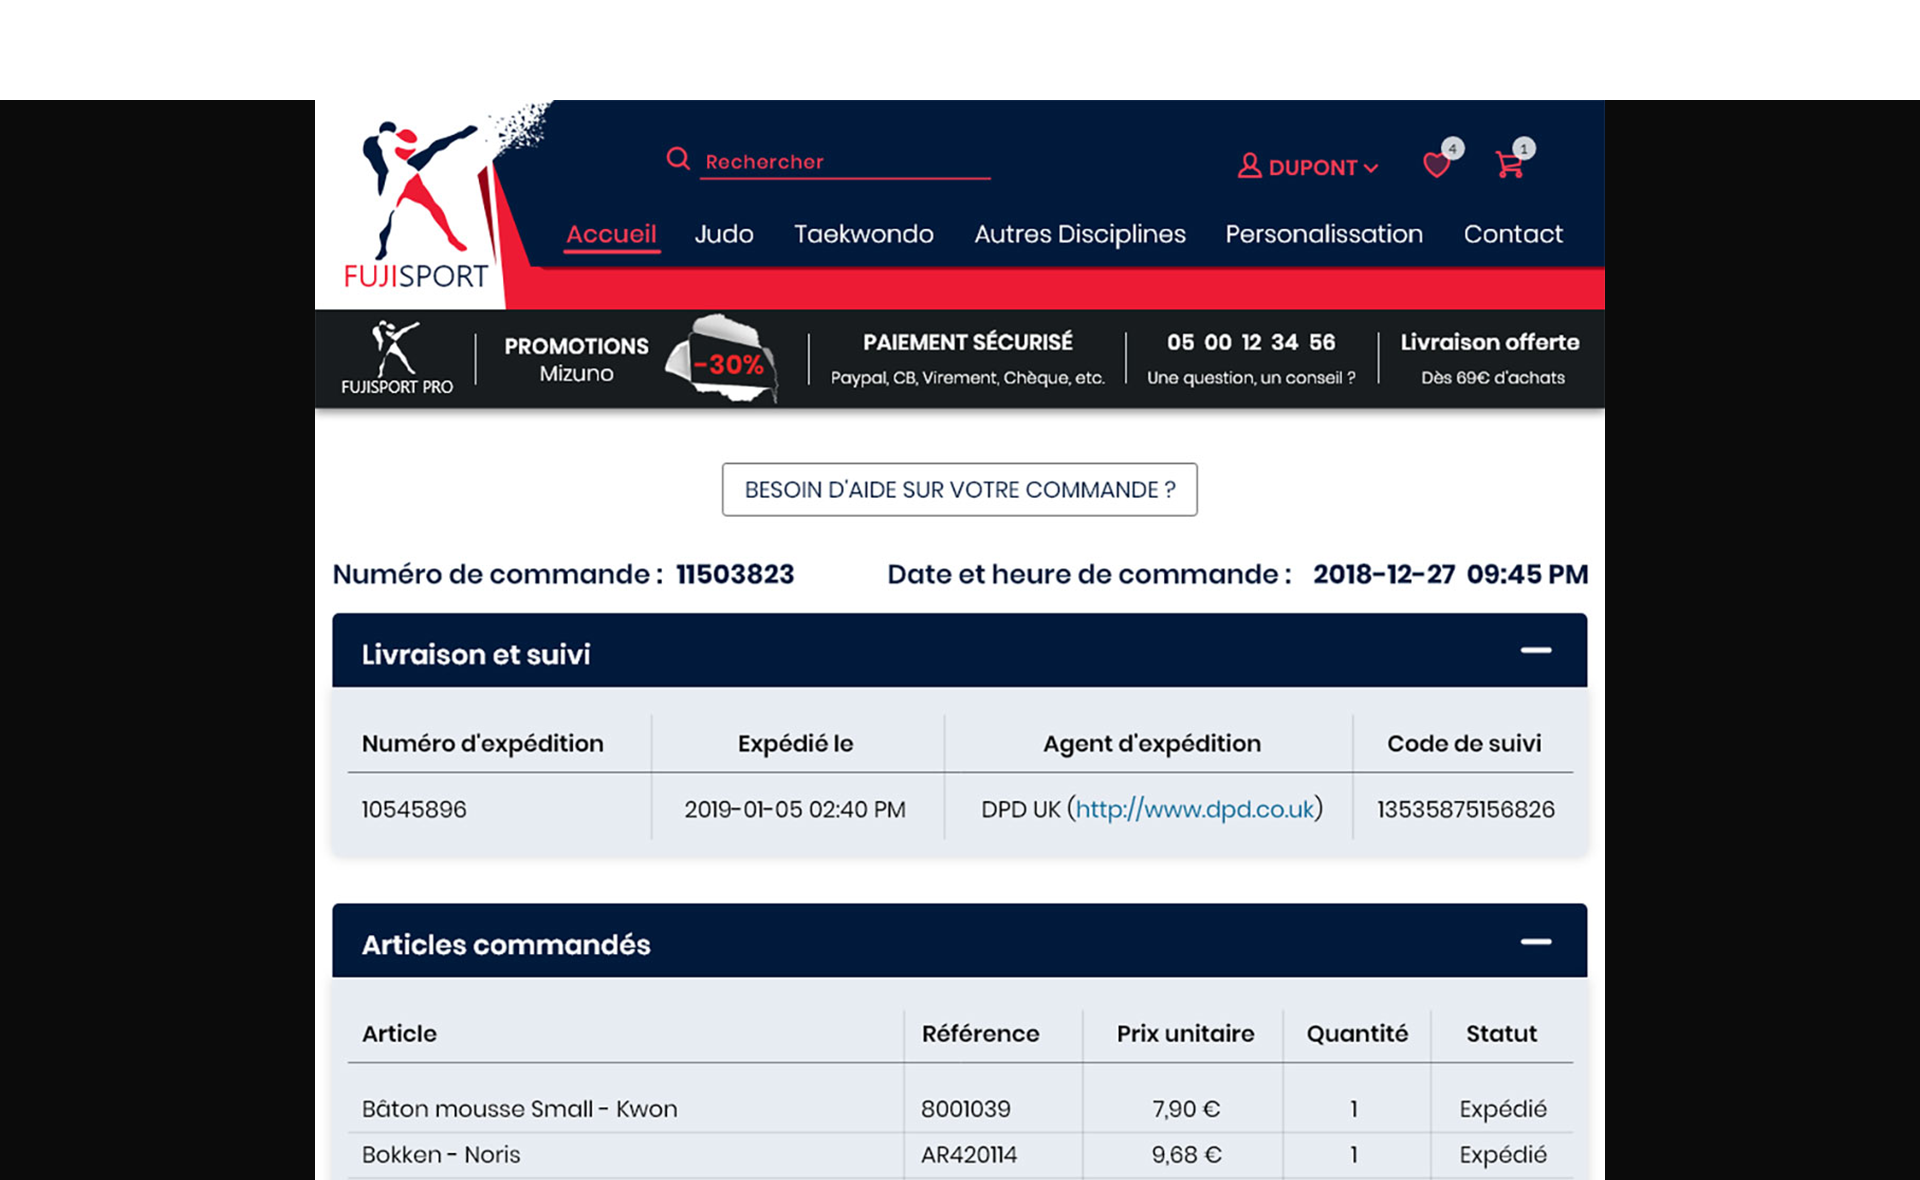 Rechercher
DUPONT
4
1
Accueil Judo Taekwondo Autres Disciplines Personalissation Contact
FUJISPORT
FUJISPORT PRO
PROMOTIONS
Mizuno
-30%
PAIEMENT SÉCURISÉ
Paypal, CB, Virement, Chèque, etc.
05 00 12 34 56
Une question, un conseil ?
Livraison offerte
Dès 69€ d'achats
BESOIN D'AIDE SUR VOTRE COMMANDE ?
Numéro de commande : 11503823 Date et heure de commande : 2018-12-27 09:45 PM
Livraison et suivi
Numéro d'expédition Expédié le Agent d'expédition Code de suivi
10545896 2019-01-05 02:40 PM DPD UK (http://www.dpd.co.uk) 13535875156826
Articles commandés
Article Référence Prix unitaire Quantité Statut
Bâton mousse Small - Kwon 8001039 7,90 € 1 Expédié
Bokken - Noris AR420114 9,68 € 1 Expédié